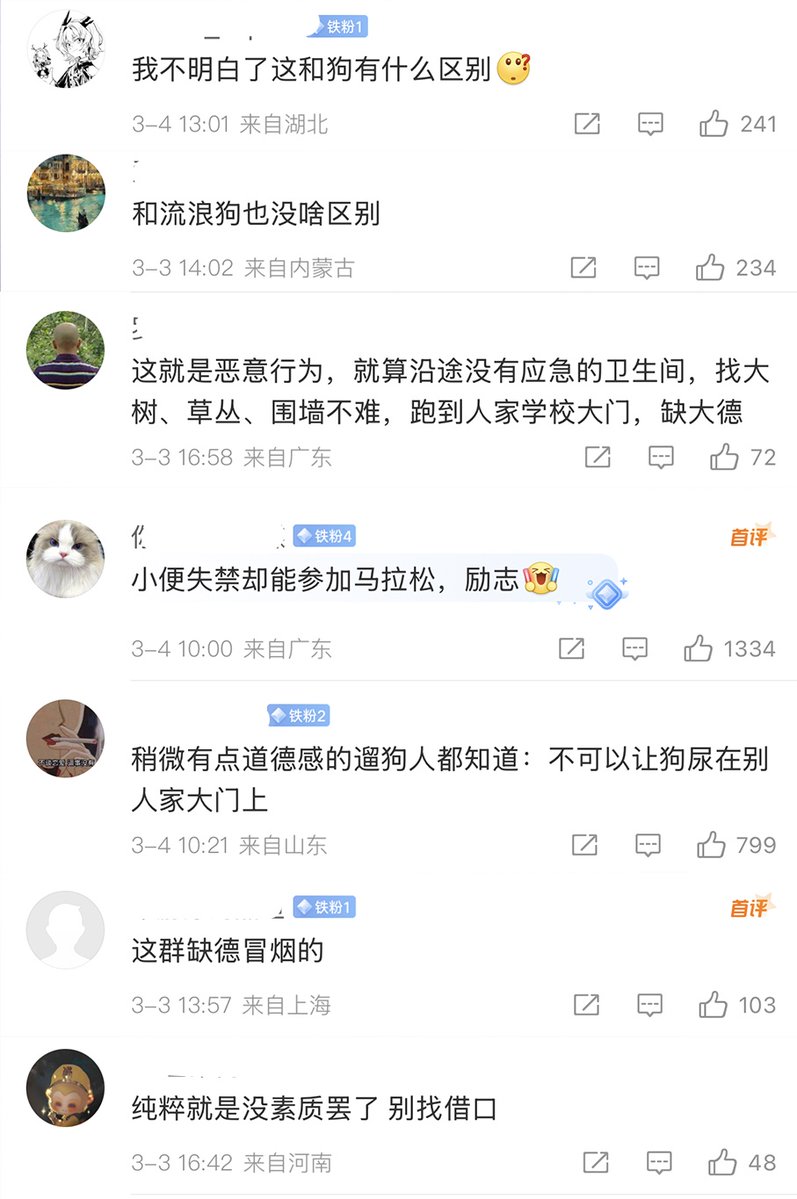 铁粉1
我不明白了这和狗有什么区别
3-4 13:01 来自湖北
241
和流浪狗也没啥区别
3-3 14:02 来自内蒙古
234
这就是恶意行为，就算沿途没有应急的卫生间，找大
树、草丛、围墙不难，跑到人家学校大门，缺大德
3-3 16:58 来自广东
72
铁粉4
首评
小便失禁却能参加马拉松，励志
3-4 10:00 来自广东
1334
铁粉2
稍微有点道德感的遛狗人都知道：不可以让狗尿在别
人家大门上
3-4 10:21 来自山东
799
铁粉1
首评
这群缺德冒烟的
3-3 13:57 来自上海
103
纯粹就是没素质罢了 别找借口
3-3 16:42 来自河南
48